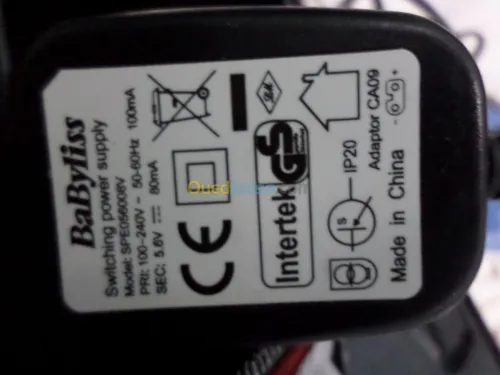 BaByliss
Switching power supply
Model: SPE056008V
PRI: 100-240V ~ 50-60Hz 100mA
SEC: 5.6V ⎓ 80mA
CE
Intertek
GS
S
IP20
Adaptor CA09
- +
Made in China